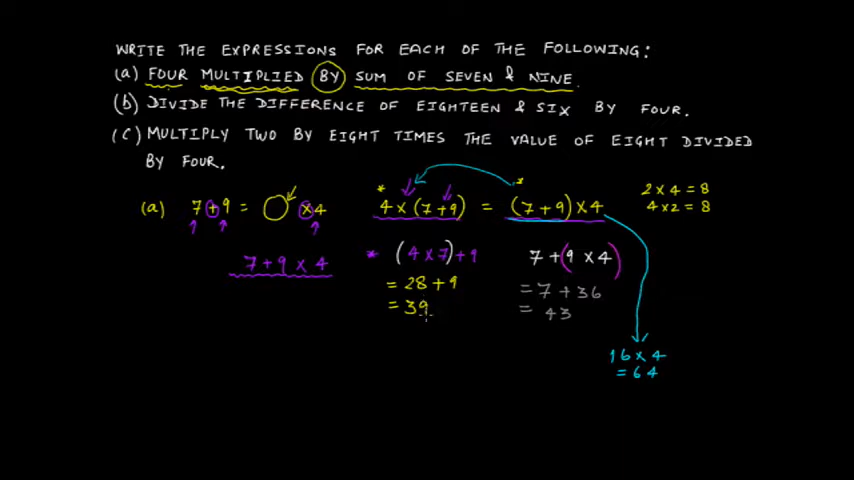 WRITE THE EXPRESSIONS FOR EACH OF THE FOLLOWING:
(a) FOUR MULTIPLIED BY SUM OF SEVEN & NINE
(b) DIVIDE THE DIFFERENCE OF EIGHTEEN & SIX BY FOUR.
(C) MULTIPLY TWO BY EIGHT TIMES THE VALUE OF EIGHT DIVIDED
BY FOUR.
(a) 7+9 = ○ ×4
7+9 × 4
* 4 × (7+9) = * (7+9) × 4
* (4 × 7)+9
= 28 + 9
= 39
7 + (9 × 4)
= 7 + 36
= 43
2 × 4 = 8
4 × 2 = 8
16 × 4
= 64